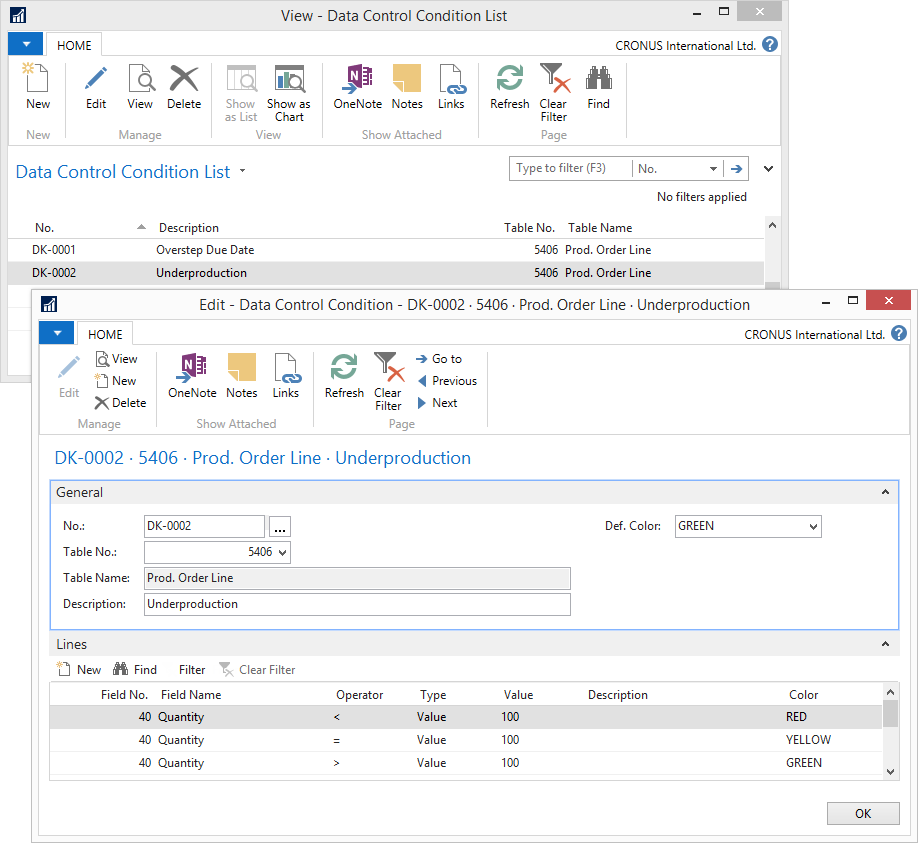 View - Data Control Condition List
HOME
CRONUS International Ltd. ?
New Edit View Delete Show as List Show as Chart OneNote Notes Links Refresh Clear Filter Find
New Manage View Show Attached Page
Data Control Condition List
Type to filter (F3) No.
No filters applied
No. Description Table No. Table Name
DK-0001 Overstep Due Date 5406 Prod. Order Line
DK-0002 Underproduction 5406 Prod. Order Line
Edit - Data Control Condition - DK-0002 · 5406 · Prod. Order Line · Underproduction
HOME
CRONUS International Ltd. ?
Edit View New Delete OneNote Notes Links Refresh Clear Filter Go to Previous Next
Manage Show Attached Page
DK-0002 · 5406 · Prod. Order Line · Underproduction
General
No.: DK-0002 ... Def. Color: GREEN
Table No.: 5406
Table Name: Prod. Order Line
Description: Underproduction
Lines
New Find Filter Clear Filter
Field No. Field Name Operator Type Value Description Color
40 Quantity < Value 100 RED
40 Quantity = Value 100 YELLOW
40 Quantity > Value 100 GREEN
OK